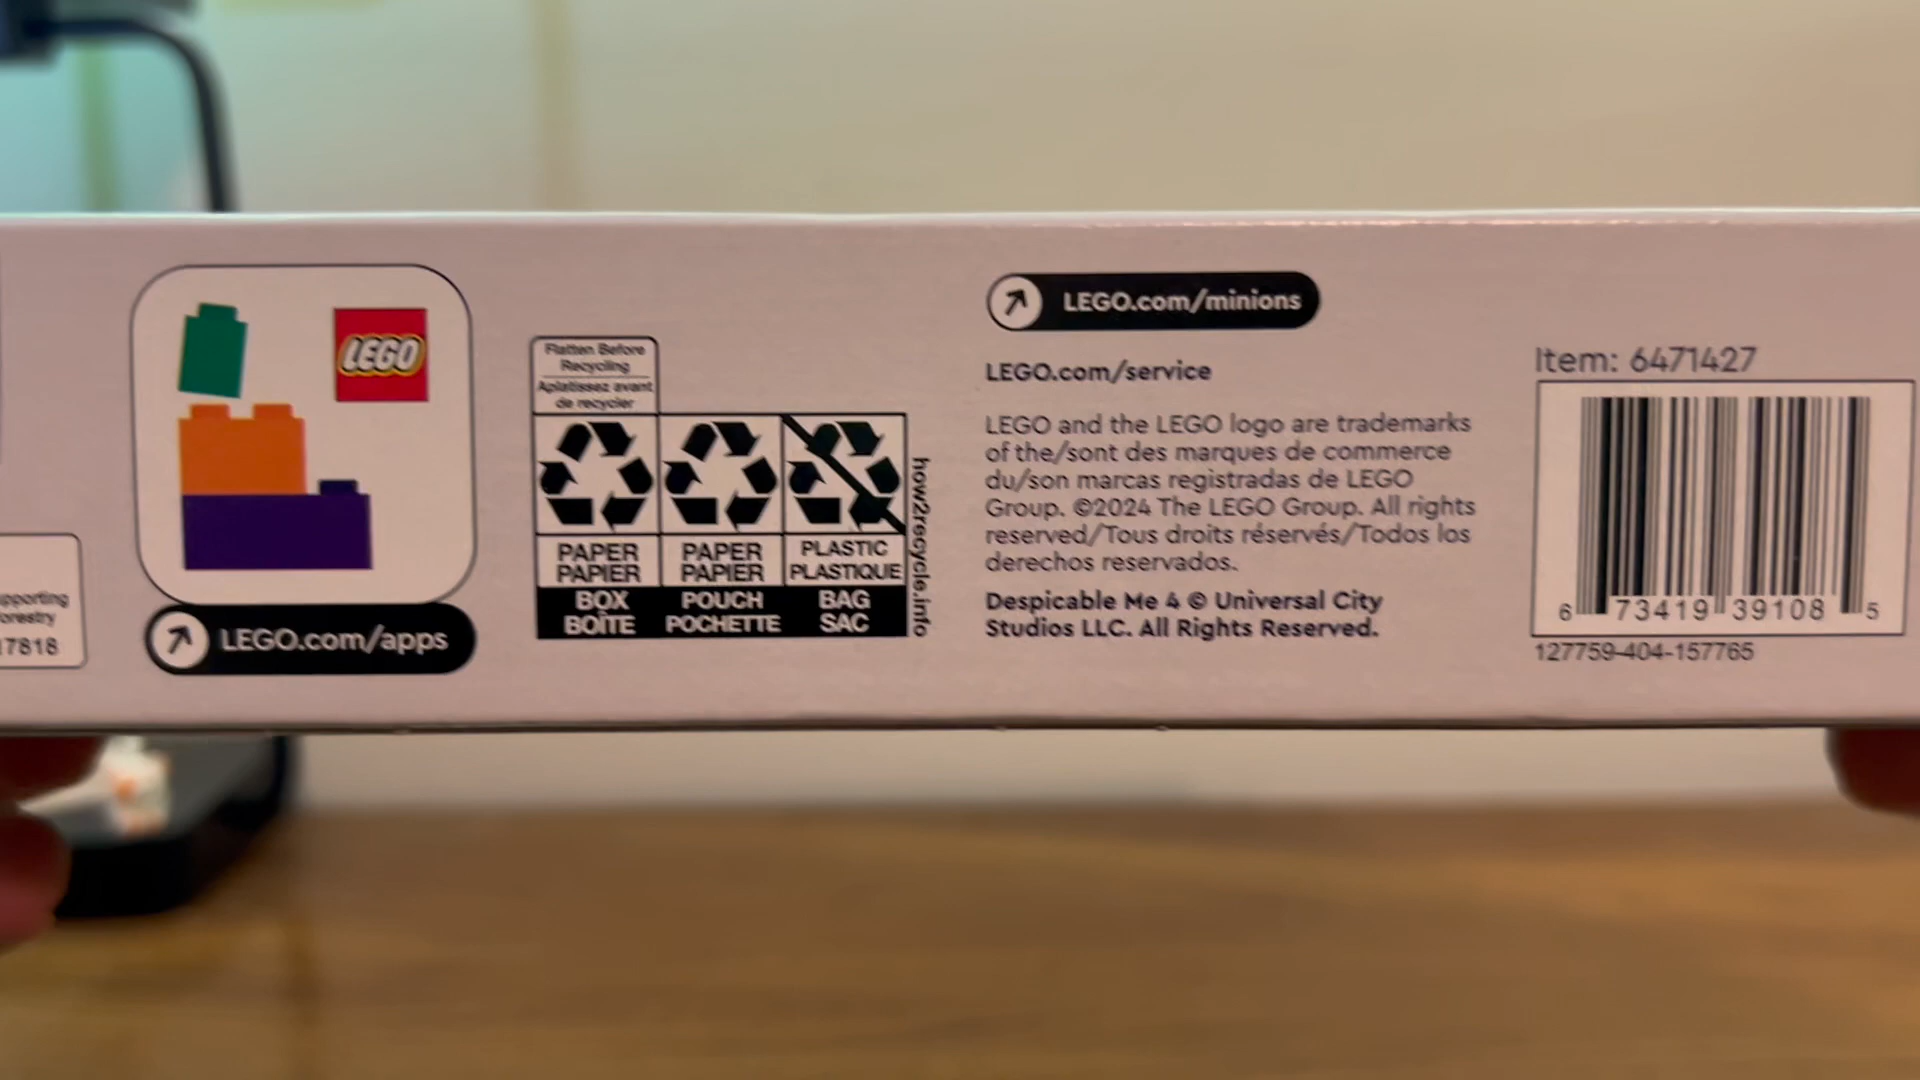 pporting
orestry
17818
LEGO
LEGO.com/apps
Flatten Before
Recycling
Aplatissez avant
de recycler
PAPER
PAPIER
BOX
BOÎTE
PAPER
PAPIER
POUCH
POCHETTE
PLASTIC
PLASTIQUE
BAG
SAC
how2recycle.info
LEGO.com/minions
LEGO.com/service
LEGO and the LEGO logo are trademarks
of the/sont des marques de commerce
du/son marcas registradas de LEGO
Group. ©2024 The LEGO Group. All rights
reserved/Tous droits réservés/Todos los
derechos reservados.
Despicable Me 4 © Universal City
Studios LLC. All Rights Reserved.
Item: 6471427
6 73419 39108 5
127759-404-157765